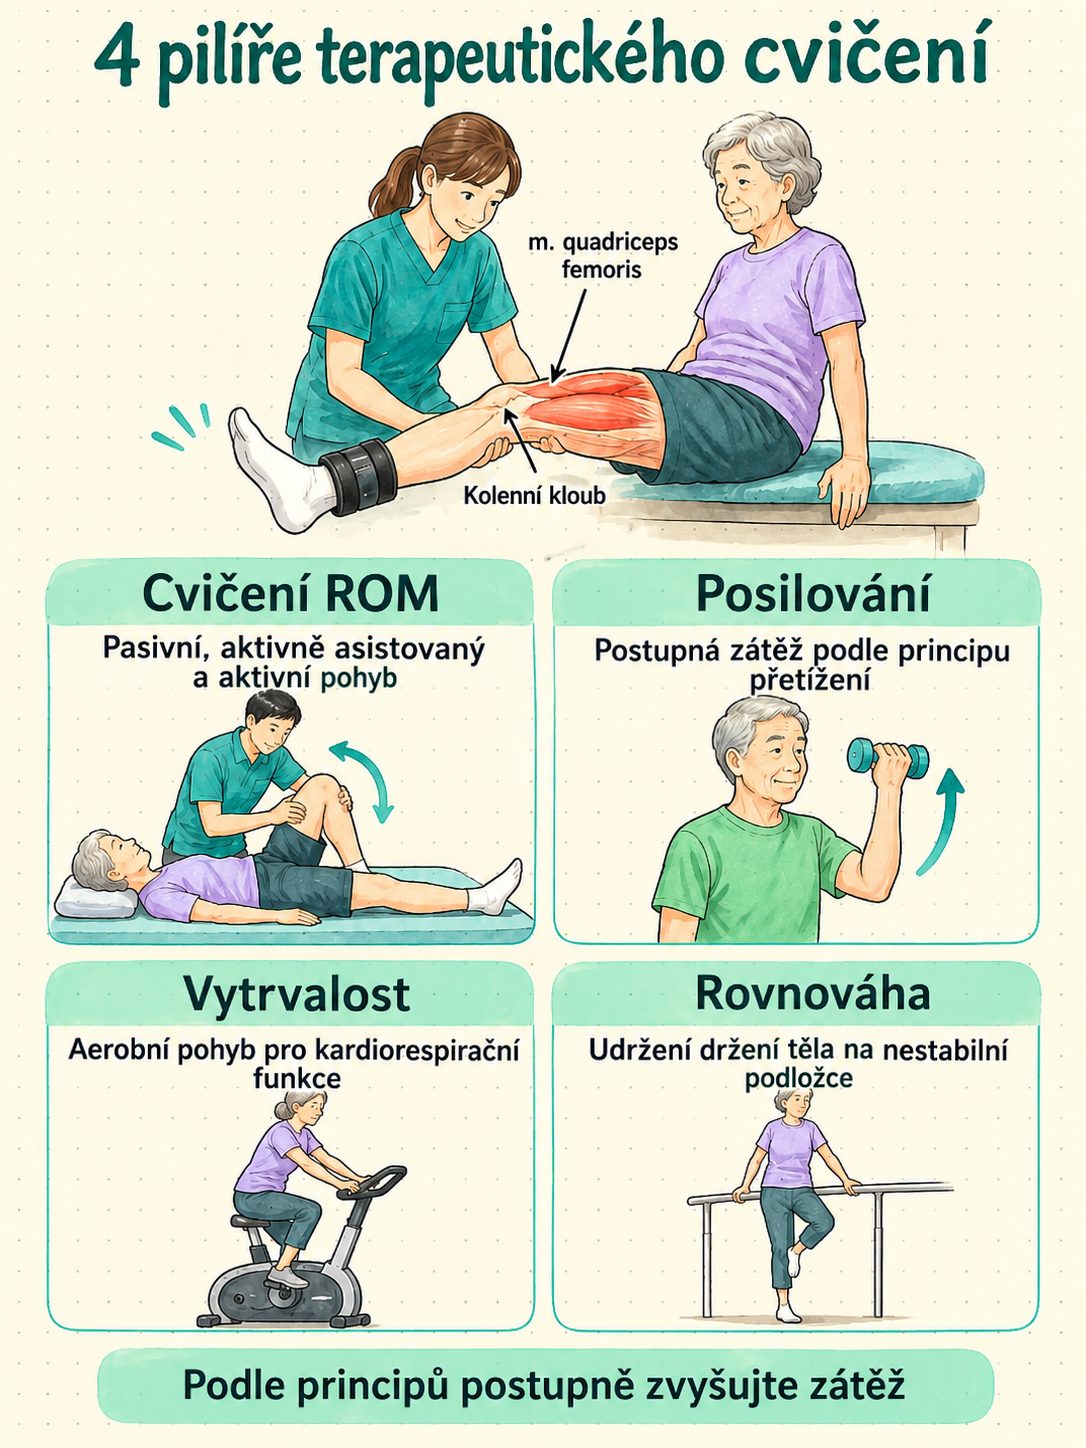 4 pilíře terapeutického cvičení
m. quadriceps
femoris
Kolenní kloub
Cvičení ROM
Pasivní, aktivně asistovaný
a aktivní pohyb
Posilování
Postupná zátěž podle principu
přetížení
Vytrvalost
Aerobní pohyb pro kardiorespirační
funkce
Rovnováha
Udržení držení těla na nestabilní
podložce
Podle principů postupně zvyšujte zátěž